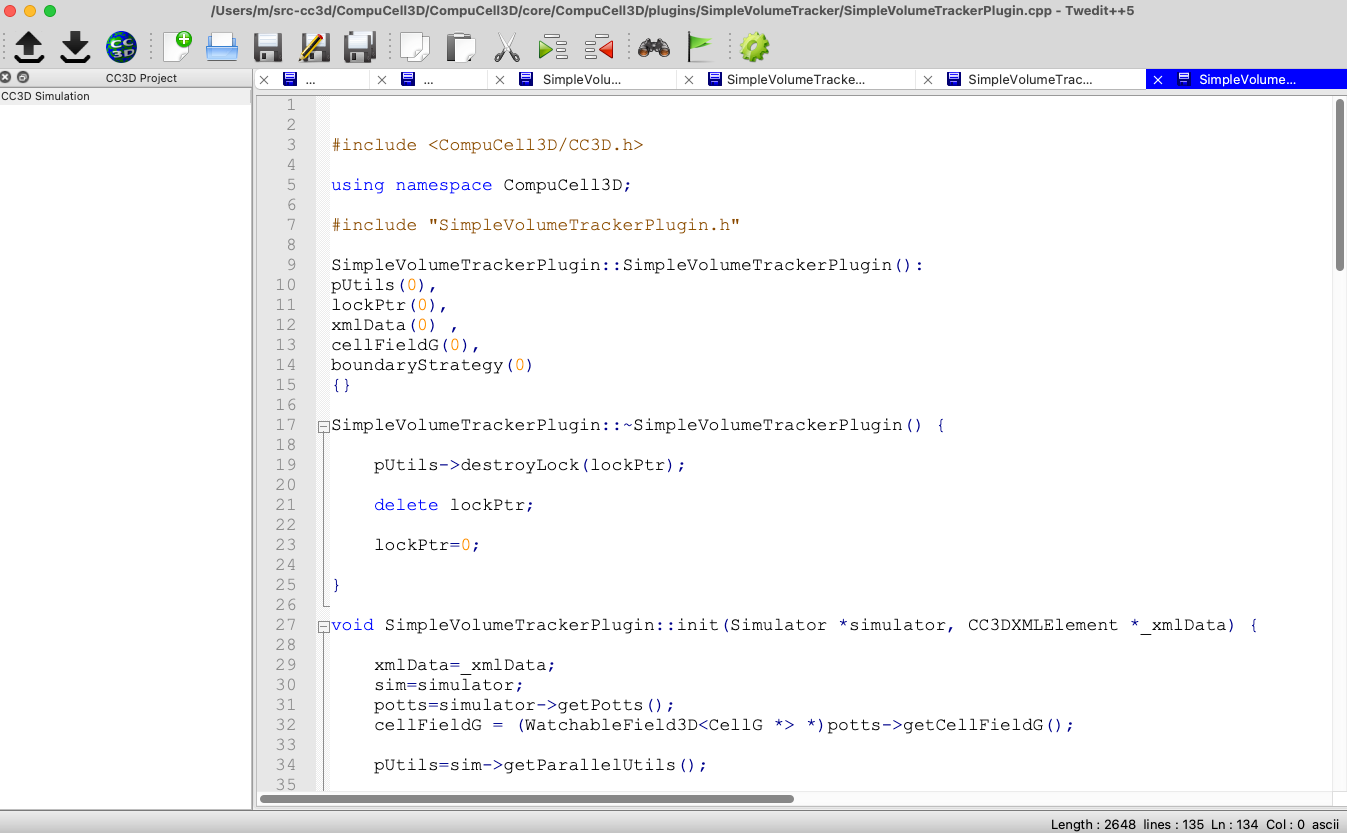 /Users/m/src-cc3d/CompuCell3D/CompuCell3D/core/CompuCell3D/plugins/SimpleVolumeTracker/SimpleVolumeTrackerPlugin.cpp - Twedit++5
CC
3D
CC3D Project
...
...
SimpleVolu...
SimpleVolumeTracke...
SimpleVolumeTrac...
SimpleVolume...
CC3D Simulation
1
2
3 #include <CompuCell3D/CC3D.h>
4
5 using namespace CompuCell3D;
6
7 #include "SimpleVolumeTrackerPlugin.h"
8
9 SimpleVolumeTrackerPlugin::SimpleVolumeTrackerPlugin():
10 pUtils(0),
11 lockPtr(0),
12 xmlData(0) ,
13 cellFieldG(0),
14 boundaryStrategy(0)
15 {}
16
17 SimpleVolumeTrackerPlugin::~SimpleVolumeTrackerPlugin() {
18
19     pUtils->destroyLock(lockPtr);
20
21     delete lockPtr;
22
23     lockPtr=0;
24
25 }
26
27 void SimpleVolumeTrackerPlugin::init(Simulator *simulator, CC3DXMLElement *_xmlData) {
28
29     xmlData=_xmlData;
30     sim=simulator;
31     potts=simulator->getPotts();
32     cellFieldG = (WatchableField3D<CellG *> *)potts->getCellFieldG();
33
34     pUtils=sim->getParallelUtils();
35
Length : 2648 lines : 135 Ln : 134 Col : 0 ascii